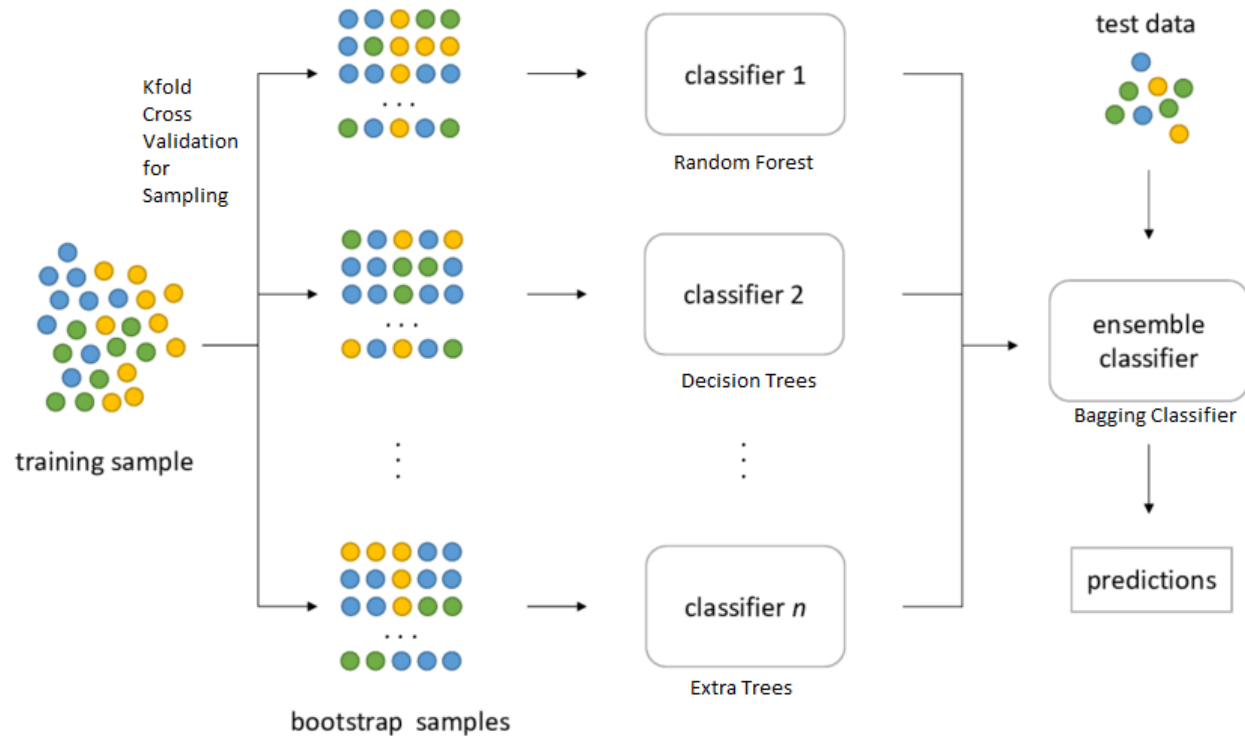 Kfold
Cross
Validation
for
Sampling
training sample
. . .
. . .
. . .
bootstrap samples
classifier 1
Random Forest
classifier 2
Decision Trees
classifier n
Extra Trees
test data
ensemble
classifier
Bagging Classifier
predictions